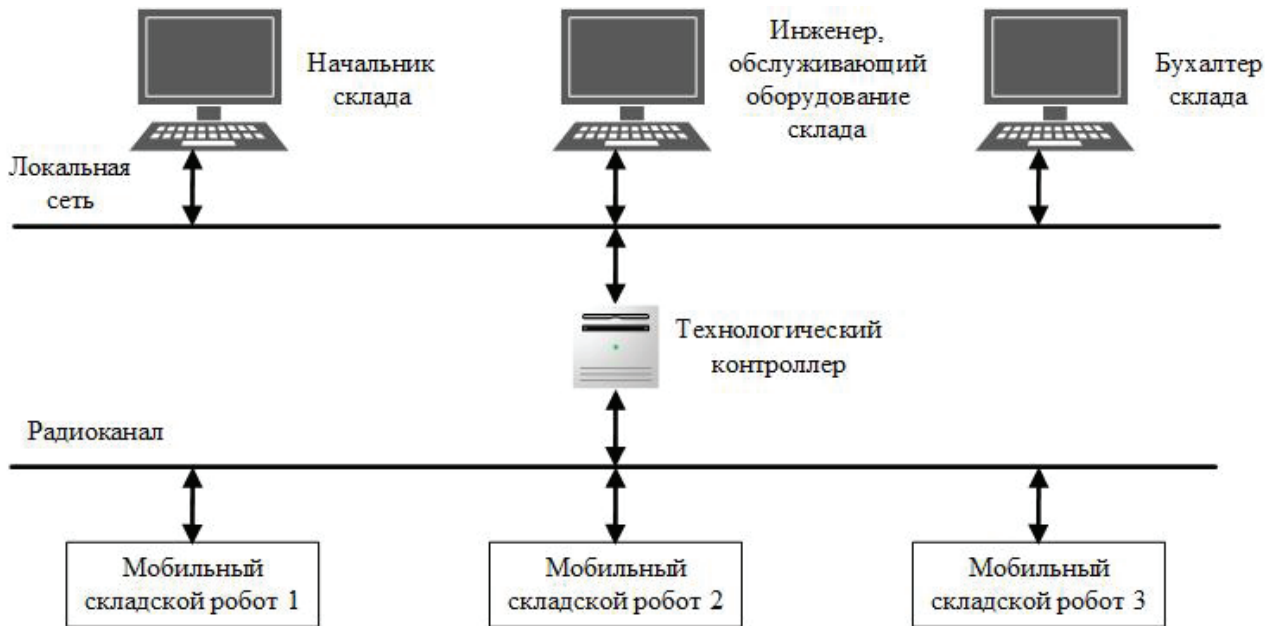 Начальник
склада
Инженер,
обслуживающий
оборудование
склада
Бухалтер
склада
Локальная
сеть
Технологический
контроллер
Радиоканал
Мобильный
складской робот 1
Мобильный
складской робот 2
Мобильный
складской робот 3